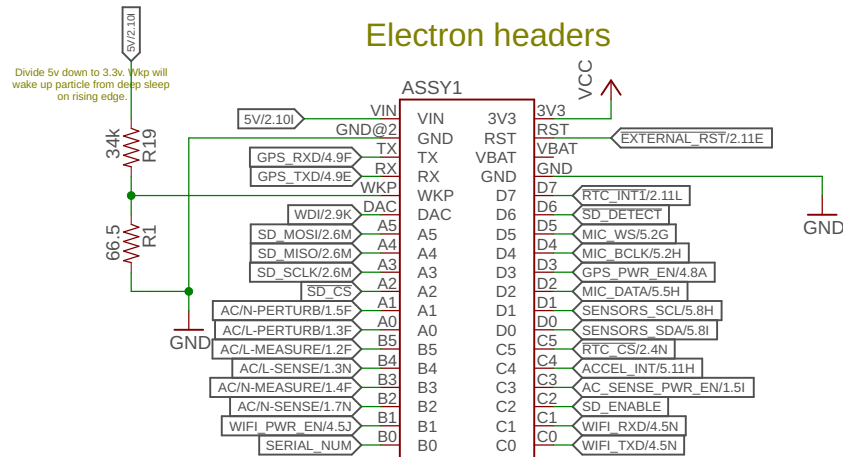 Electron headers
5V/2.10I
Divide 5v down to 3.3v. Wkp will
wake up particle from deep sleep
on rising edge.
34k
R19
66.5
R1
GND
ASSY1
VCC
5V/2.10I VIN VIN 3V3 3V3
GND@2 GND RST RST EXTERNAL_RST/2.11E
GPS_RXD/4.9F TX TX VBAT VBAT
GPS_TXD/4.9E RX RX GND GND
WKP WKP D7 D7 RTC_INT1/2.11L
WDI/2.9K DAC DAC D6 D6 SD_DETECT
SD_MOSI/2.6M A5 A5 D5 D5 MIC_WS/5.2G
GND
SD_MISO/2.6M A4 A4 D4 D4 MIC_BCLK/5.2H
SD_SCLK/2.6M A3 A3 D3 D3 GPS_PWR_EN/4.8A
SD_CS A2 A2 D2 D2 MIC_DATA/5.5H
AC/N-PERTURB/1.5F A1 A1 D1 D1 SENSORS_SCL/5.8H
AC/L-PERTURB/1.3F A0 A0 D0 D0 SENSORS_SDA/5.8I
AC/L-MEASURE/1.2F B5 B5 C5 C5 RTC_CS/2.4N
AC/L-SENSE/1.3N B4 B4 C4 C4 ACCEL_INT/5.11H
AC/N-MEASURE/1.4F B3 B3 C3 C3 AC_SENSE_PWR_EN/1.5I
AC/N-SENSE/1.7N B2 B2 C2 C2 SD_ENABLE
WIFI_PWR_EN/4.5J B1 B1 C1 C1 WIFI_RXD/4.5N
SERIAL_NUM B0 B0 C0 C0 WIFI_TXD/4.5N